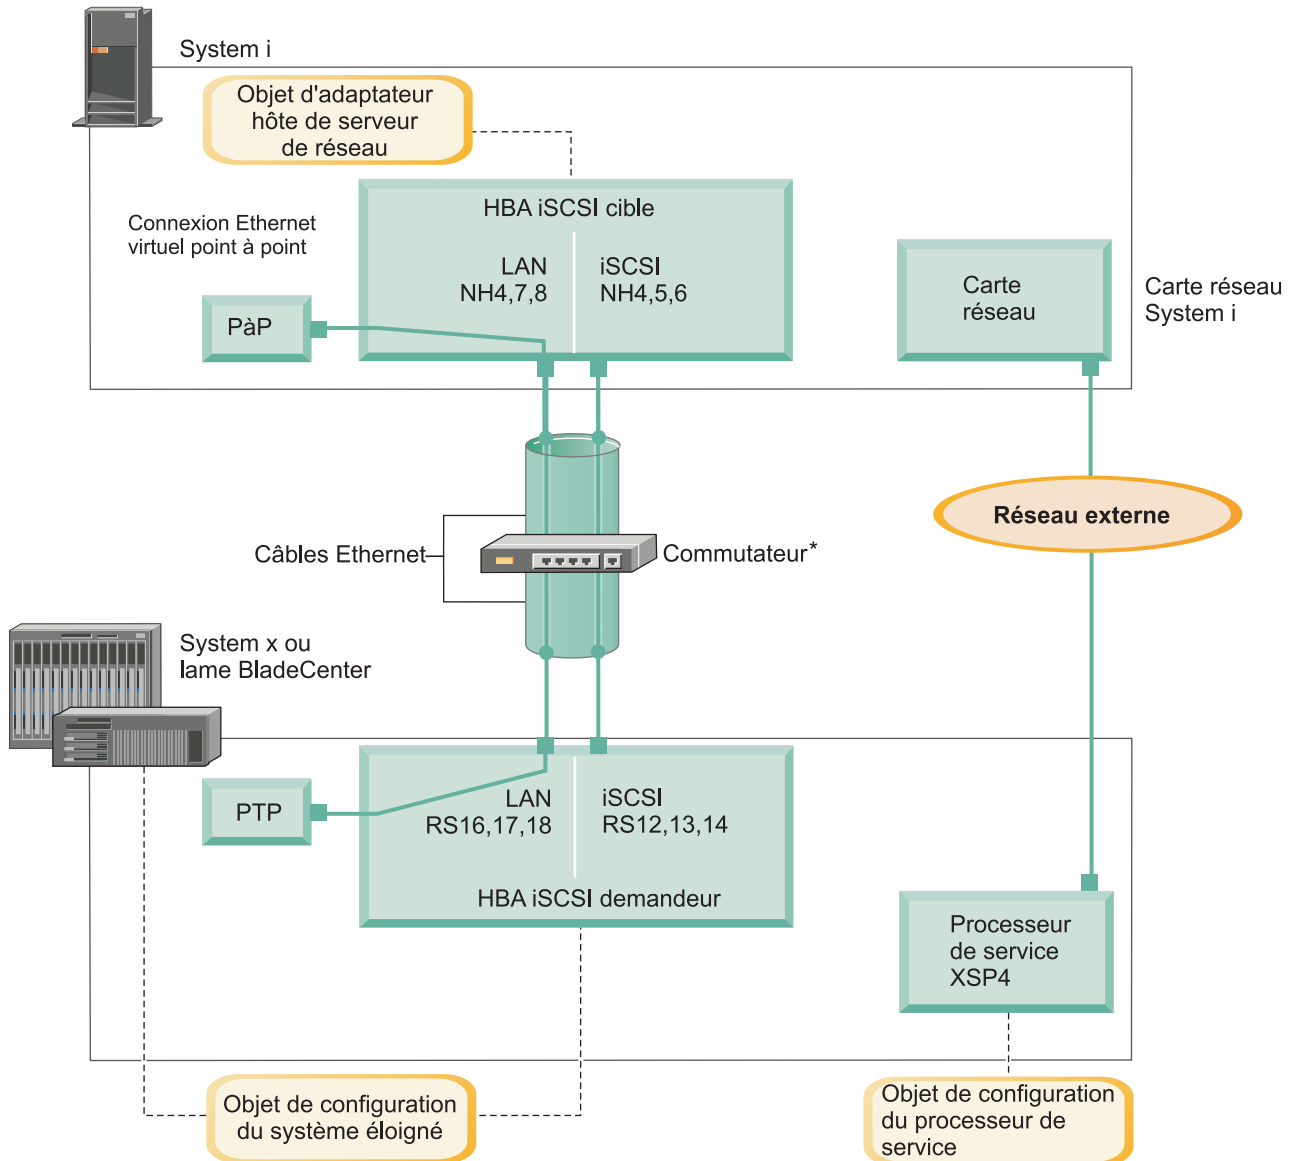 System i
Objet d'adaptateur
hôte de serveur
de réseau
Connexion Ethernet
virtuel point à point
HBA iSCSI cible
LAN
NH4,7,8
iSCSI
NH4,5,6
PàP
Carte
réseau
Carte réseau
System i
Réseau externe
Câbles Ethernet
Commutateur*
System x ou
lame BladeCenter
PTP
LAN
RS16,17,18
iSCSI
RS12,13,14
HBA iSCSI demandeur
Processeur
de service
XSP4
Objet de configuration
du système éloigné
Objet de configuration
du processeur de
service